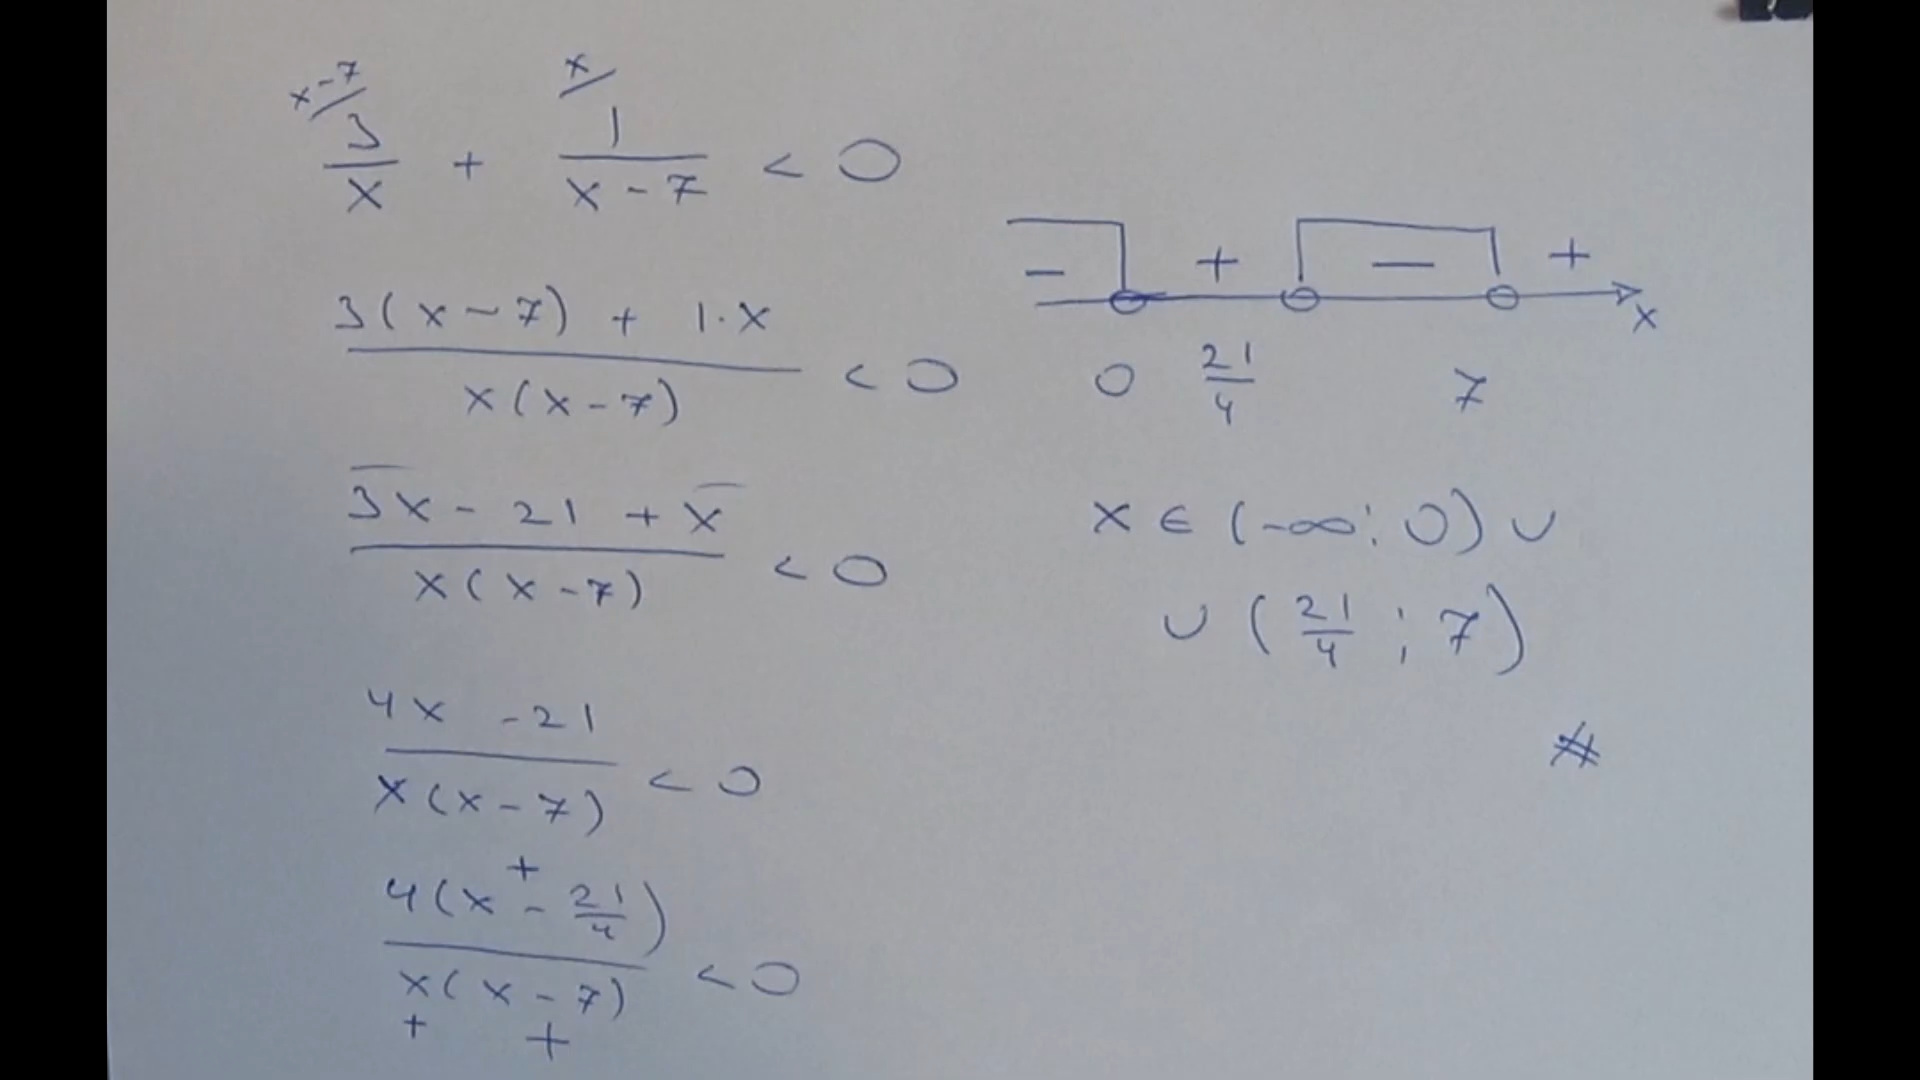 x-7/ x/
3/x + 1/(x-7) < 0
(3(x-7) + 1·x)/(x(x-7)) < 0
(3x - 21 + x)/(x(x-7)) < 0
(4x - 21)/(x(x-7)) < 0
+
4(x - 21/4)/(x(x-7)) < 0
+ +
- + - +
x
0 21/4 7
x ∈ (-∞; 0) ∪
∪ (21/4 ; 7)
#